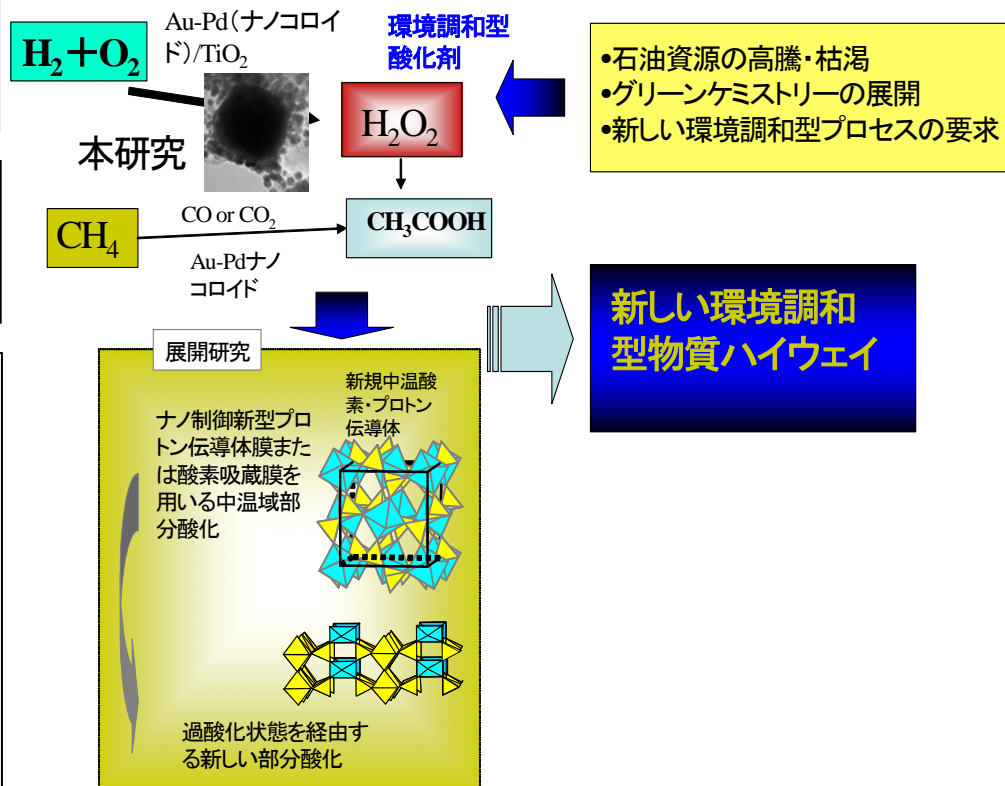 H₂+O₂
Au-Pd(ナノコロイ
ド)/TiO₂
環境調和型
酸化剤
H₂O₂
•石油資源の高騰・枯渇
•グリーンケミストリーの展開
•新しい環境調和型プロセスの要求
本研究
CH₄
CO or CO₂
Au-Pdナノ
コロイド
CH₃COOH
新しい環境調和
型物質ハイウェイ
展開研究
新規中温酸
素・プロトン
伝導体
ナノ制御新型プロ
トン伝導体膜また
は酸素吸蔵膜を
用いる中温域部
分酸化
過酸化状態を経由す
る新しい部分酸化